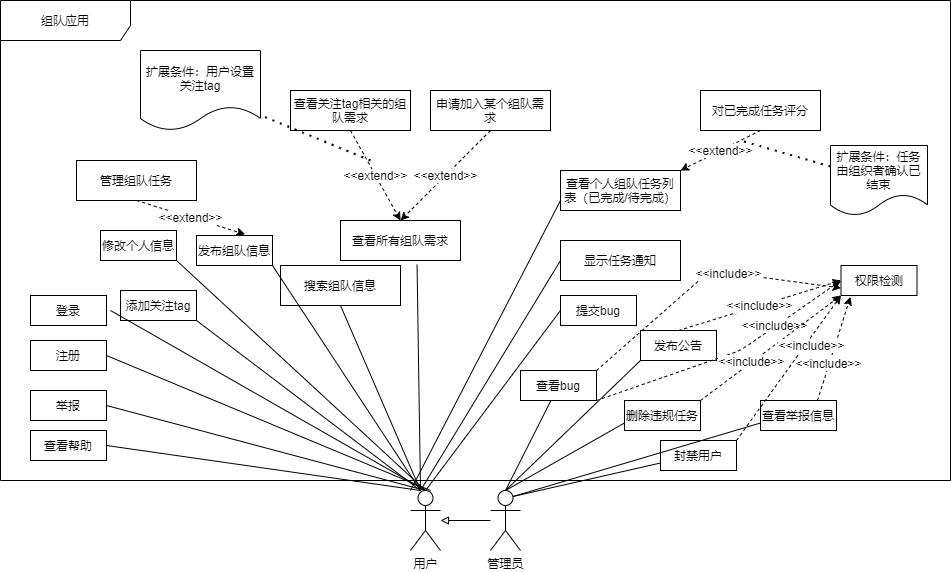 组队应用
扩展条件：用户设置
关注tag
查看关注tag相关的组
队需求
申请加入某个组队需
求
对已完成任务评分
<<extend>>
扩展条件：任务
由组织者确认已
结束
管理组队任务
<<extend>>
<<extend>>
查看个人组队任务列
表（已完成/待完成）
<<extend>>
修改个人信息
发布组队信息
查看所有组队需求
显示任务通知
搜索组队信息
<<include>>
权限检测
登录
添加关注tag
提交bug
<<include>>
<<include>>
注册
发布公告
<<include>>
<<include>>
<<include>>
查看bug
举报
删除违规任务
查看举报信息
查看帮助
封禁用户
用户
管理员